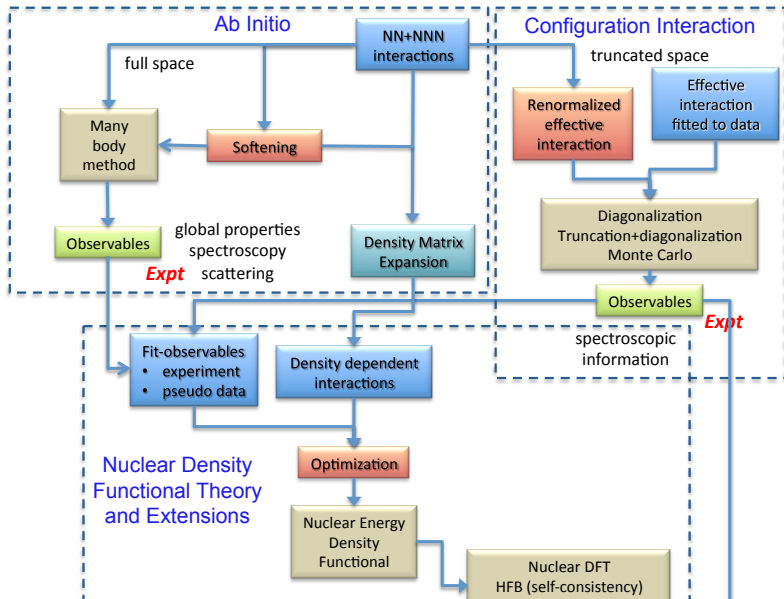 Ab Initio
NN+NNN
interactions
full space
Many
body
method
Softening
Observables
global properties
spectroscopy
scattering
Expt
Density Matrix
Expansion
Configuration Interaction
truncated space
Renormalized
effective
interaction
Effective
interaction
fitted to data
Diagonalization
Truncation+diagonalization
Monte Carlo
Observables
Expt
spectroscopic
information
Fit-observables
• experiment
• pseudo data
Density dependent
interactions
Nuclear Density
Functional Theory
and Extensions
Optimization
Nuclear Energy
Density
Functional
Nuclear DFT
HFB (self-consistency)